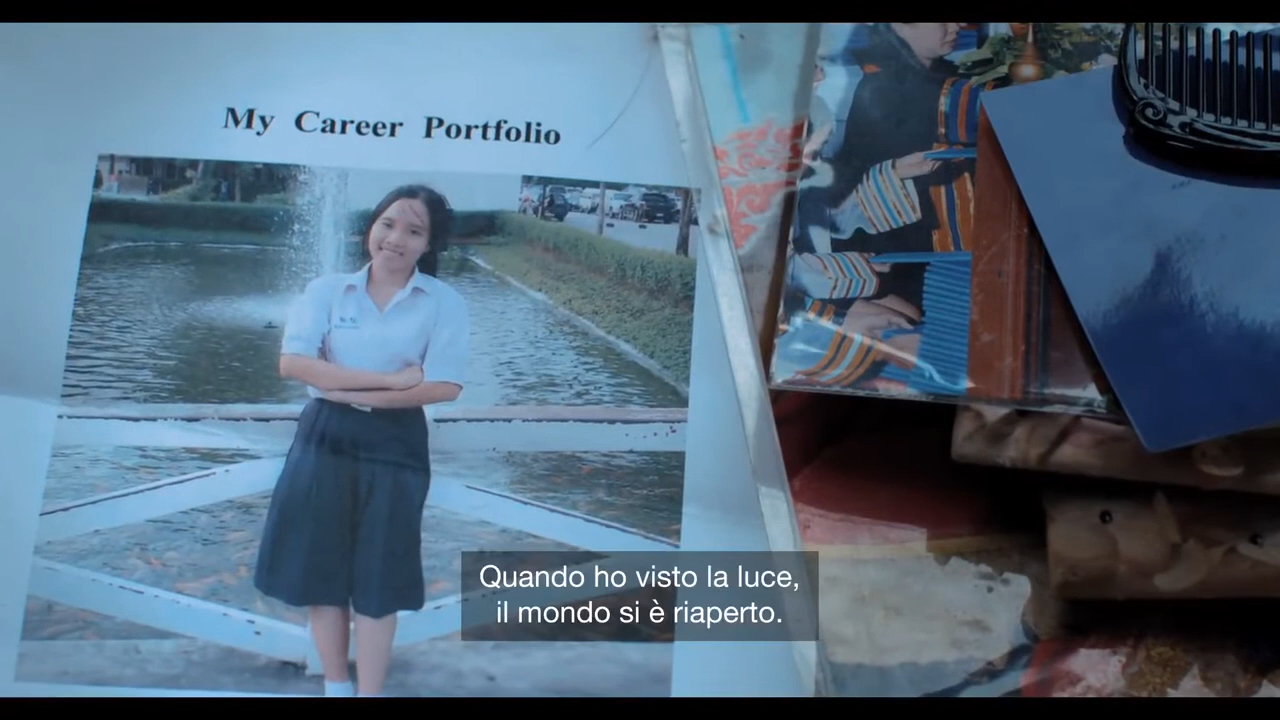 My Career Portfolio
Quando ho visto la luce,
il mondo si è riaperto.